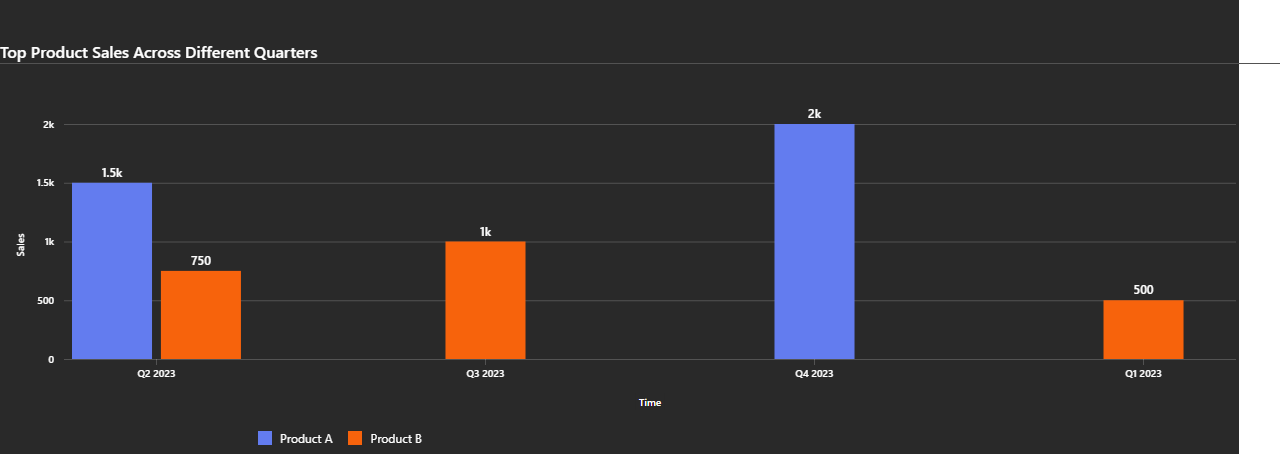 Top Product Sales Across Different Quarters
2k
2k
1.5k
1.5k
1k
1k
750
500
500
0
Sales
Q2 2023 Q3 2023 Q4 2023 Q1 2023
Time
Product A Product B